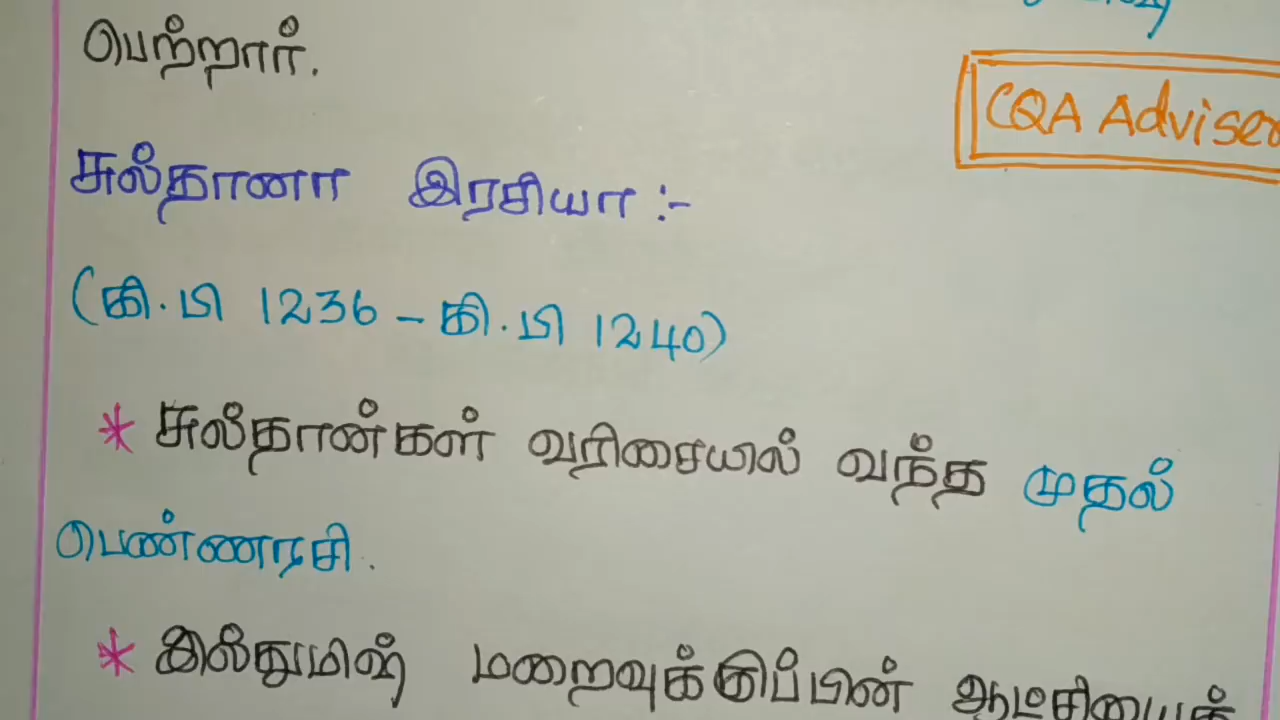 பெற்றார்.
CQA Adviser
சுல்தானா இரசியா :-
(கி.பி 1236 - கி.பி 1240)
* சுல்தான்கள் வரிசையில் வந்த முதல்
பெண்ணரசி.
* இல்துமிஷ் மறைவுக்குப்பின் ஆட்சியைக்